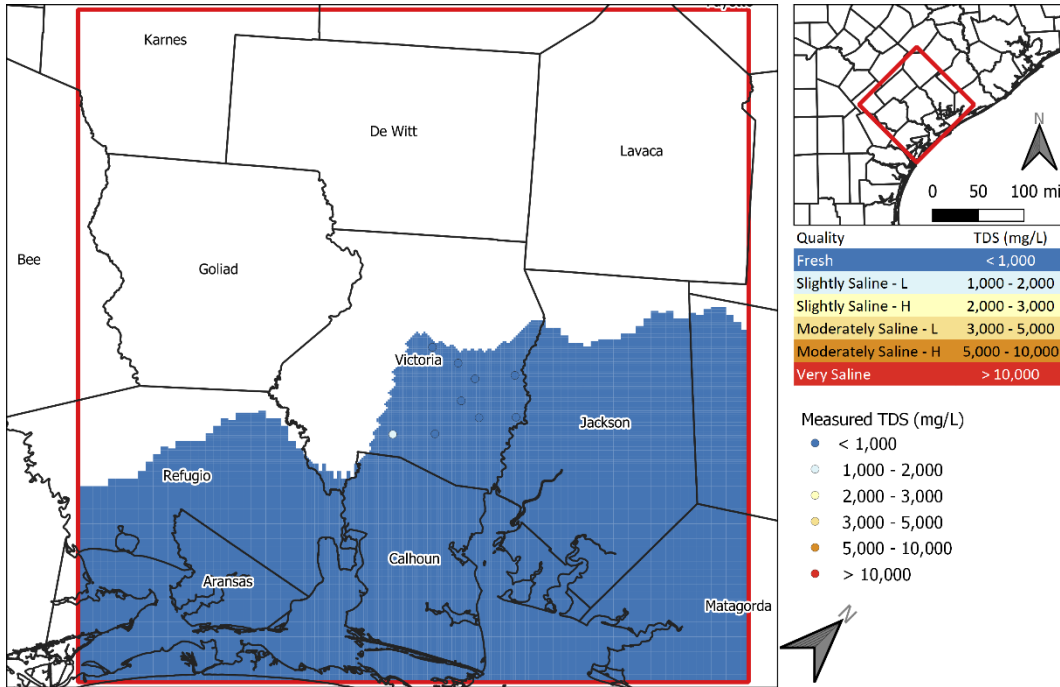 Karnes
De Witt
Lavaca
Bee
Goliad
Victoria
Jackson
Refugio
Calhoun
Aransas
Matagorda
N
0 50 100 mi
Quality TDS (mg/L)
Fresh < 1,000
Slightly Saline - L 1,000 - 2,000
Slightly Saline - H 2,000 - 3,000
Moderately Saline - L 3,000 - 5,000
Moderately Saline - H 5,000 - 10,000
Very Saline > 10,000
Measured TDS (mg/L)
< 1,000
1,000 - 2,000
2,000 - 3,000
3,000 - 5,000
5,000 - 10,000
> 10,000
N